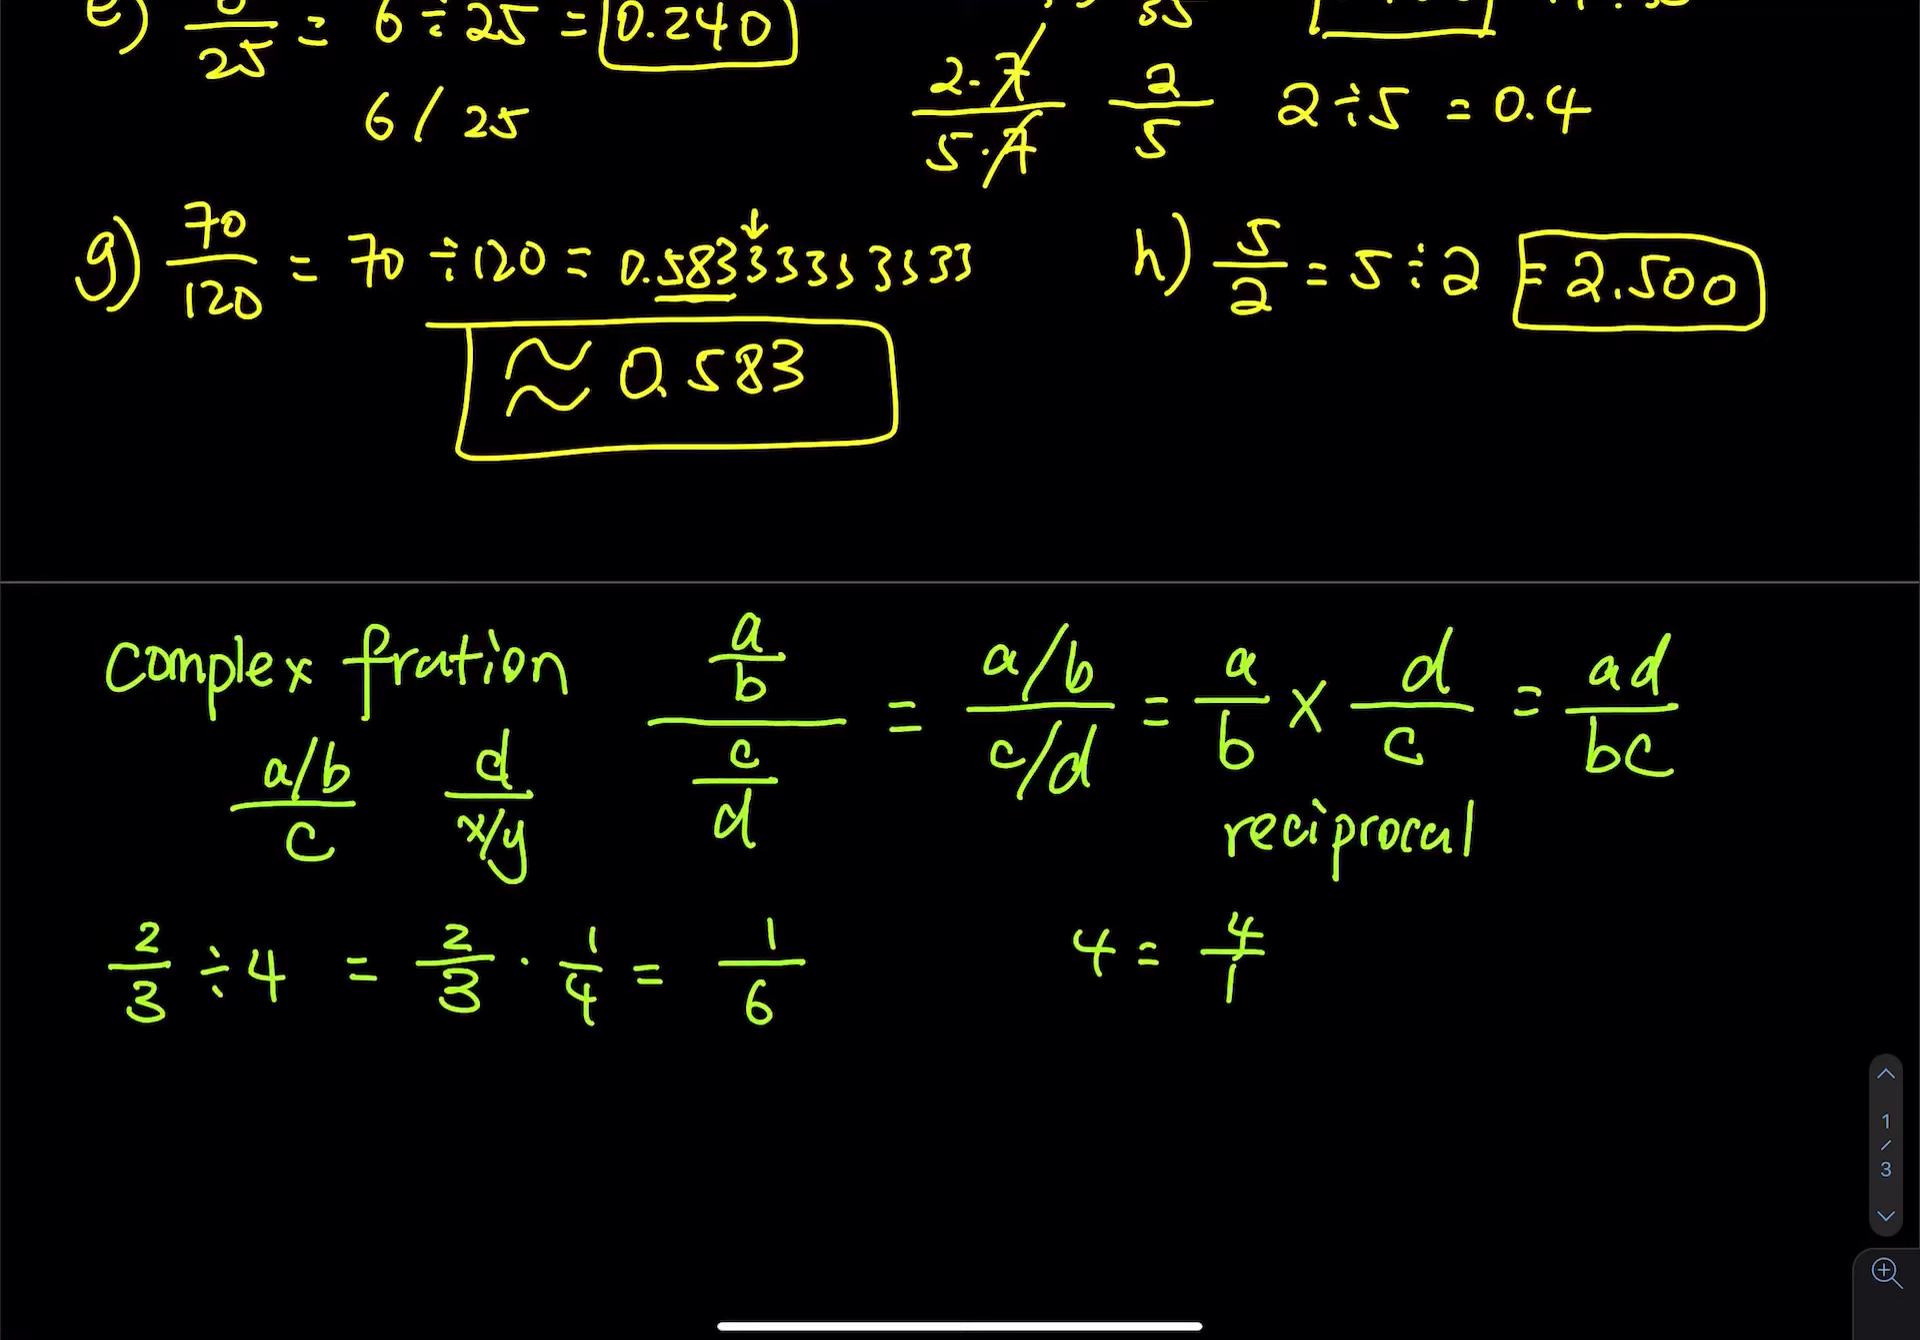 e) 6/25 = 6 ÷ 25 = 0.240
6 / 25
35
2·7/5·7 2/5 2 ÷ 5 = 0.4
g) 70/120 = 70 ÷ 120 = 0.58333333333 ↓
≈ 0.583
h) 5/2 = 5 ÷ 2 = 2.500
complex fration
(a/b)/c d/(x/y)
(a/b)/(c/d) = (a/b)/(c/d) = a/b × d/c = ad/bc
reciprocal
2/3 ÷ 4 = 2/3 · 1/4 = 1/6
4 = 4/1
1
/
3